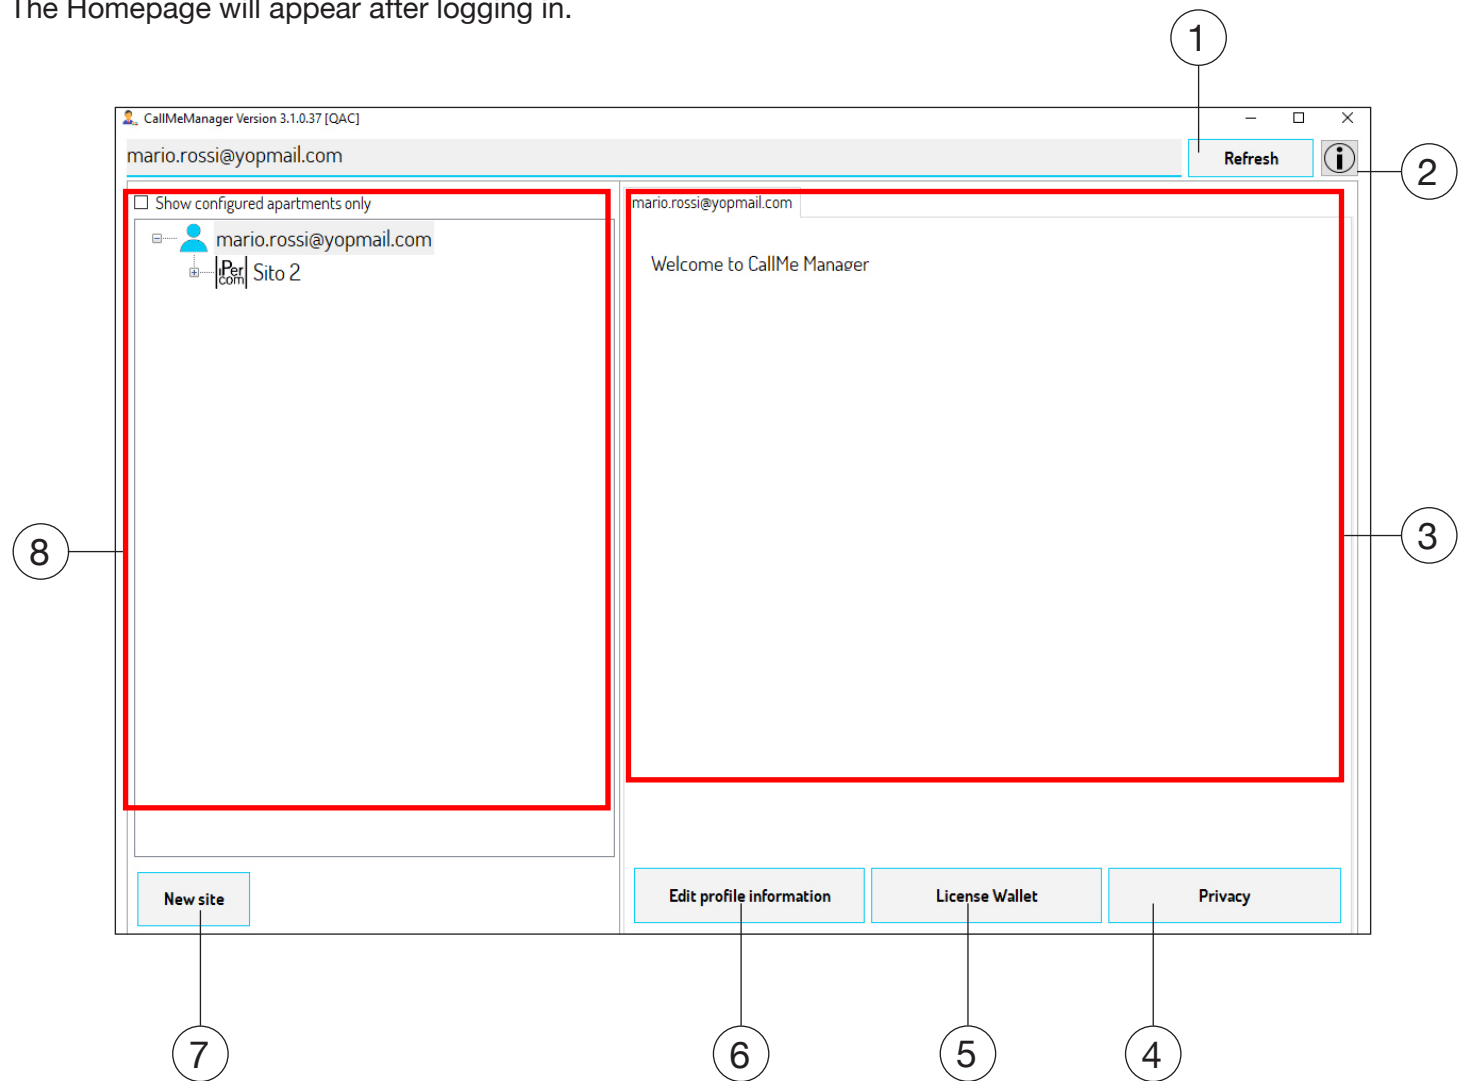 The Homepage will appear after logging in.
1
CallMeManager Version 3.1.0.37 [QAC]
mario.rossi@yopmail.com
Refresh
2
Show configured apartments only
mario.rossi@yopmail.com
mario.rossi@yopmail.com
iPer
com
Sito 2
Welcome to CallMe Manager
8
3
New site
Edit profile information
License Wallet
Privacy
7
6
5
4